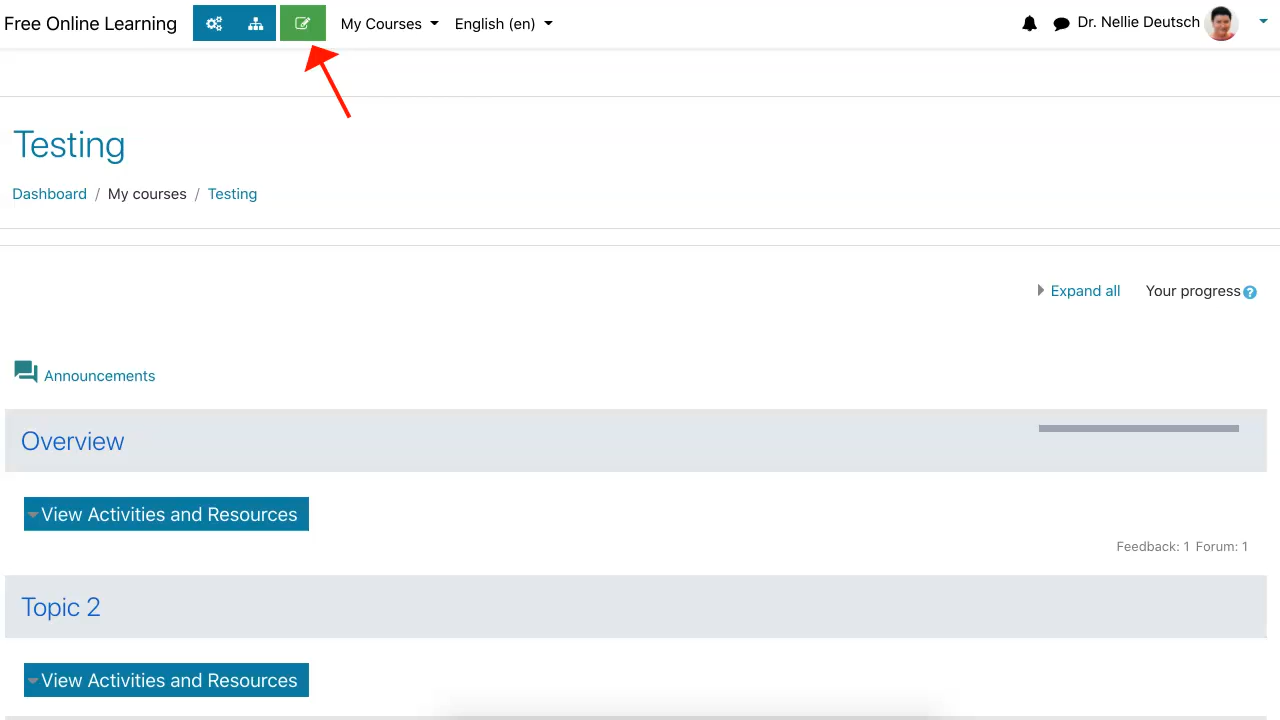 Free Online Learning My Courses English (en) Dr. Nellie Deutsch
Testing
Dashboard / My courses / Testing
Expand all Your progress ?
Announcements
Overview
View Activities and Resources
Feedback: 1 Forum: 1
Topic 2
View Activities and Resources